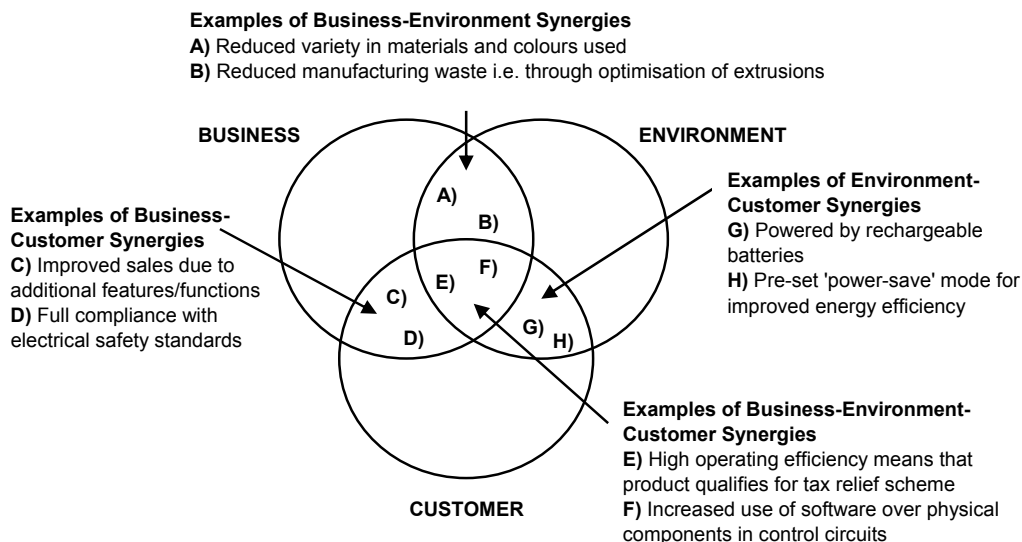 Examples of Business-Environment Synergies
A) Reduced variety in materials and colours used
B) Reduced manufacturing waste i.e. through optimisation of extrusions
BUSINESS
ENVIRONMENT
A)
B)
Examples of Environment-
Customer Synergies
G) Powered by rechargeable
batteries
H) Pre-set 'power-save' mode for
improved energy efficiency
Examples of Business-
Customer Synergies
C) Improved sales due to
additional features/functions
D) Full compliance with
electrical safety standards
F)
E)
C)
D)
G)
H)
Examples of Business-Environment-
Customer Synergies
E) High operating efficiency means that
product qualifies for tax relief scheme
F) Increased use of software over physical
components in control circuits
CUSTOMER